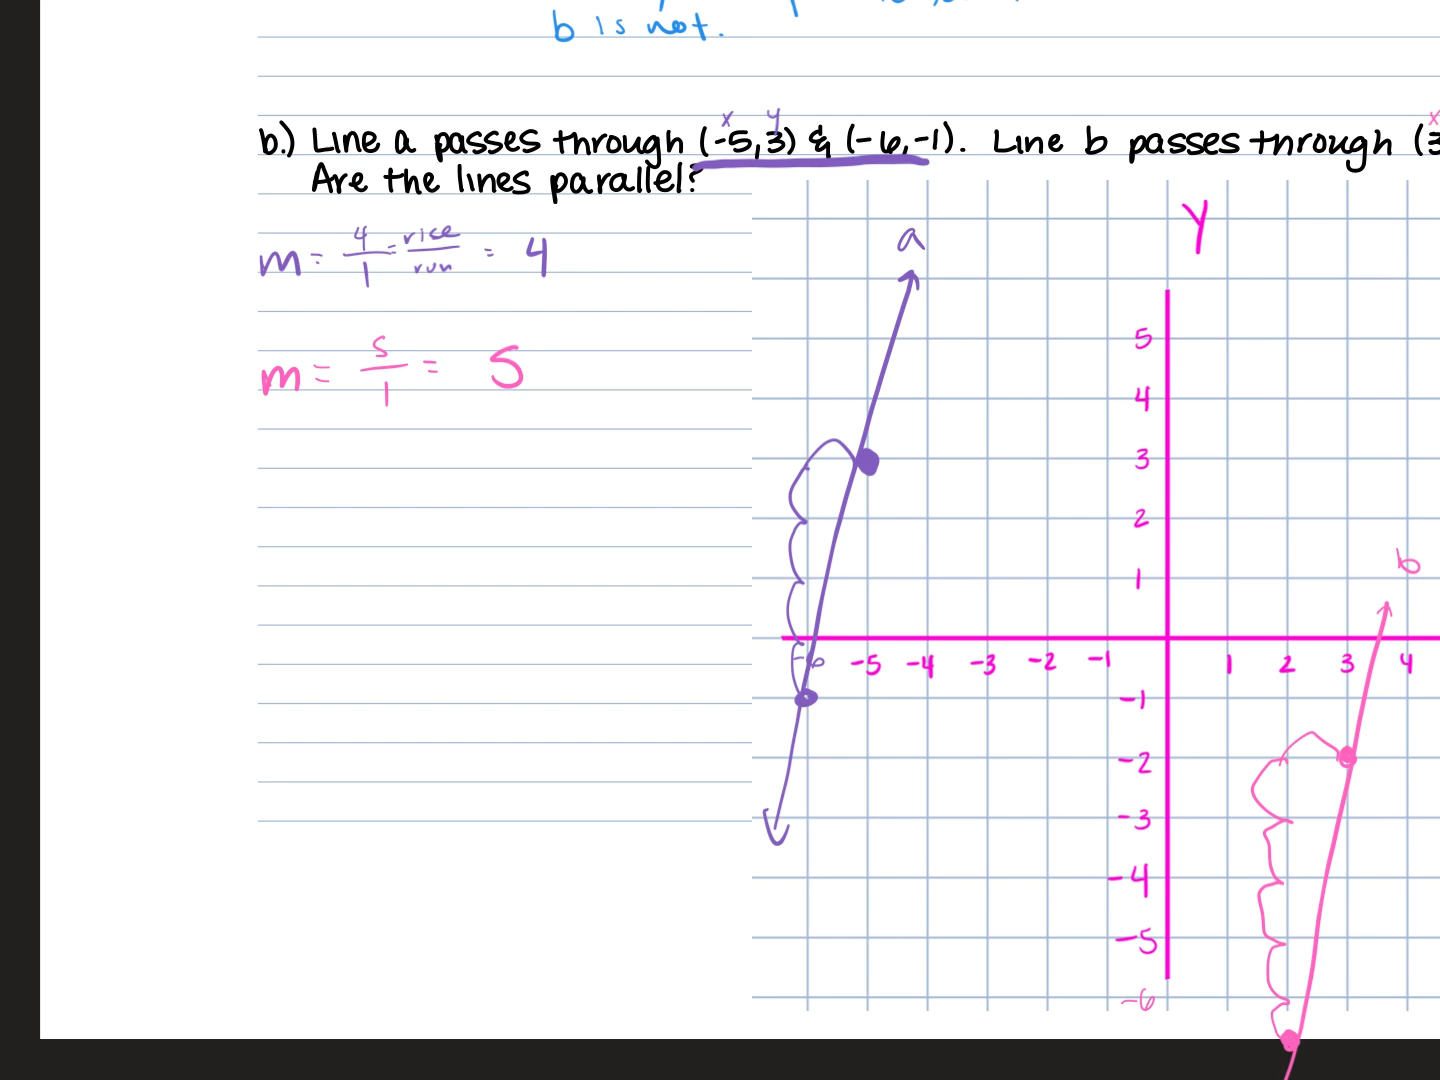 b is not.
x y x
b.) Line a passes through (-5,3) & (-6,-1). Line b passes through (3
Are the lines parallel?
m = 4/1 = rise/run = 4
m = 5/1 = 5
a
Y
5
4
3
2
1
b
-6 -5 -4 -3 -2 -1 1 2 3 4
-1
-2
-3
-4
-5
-6